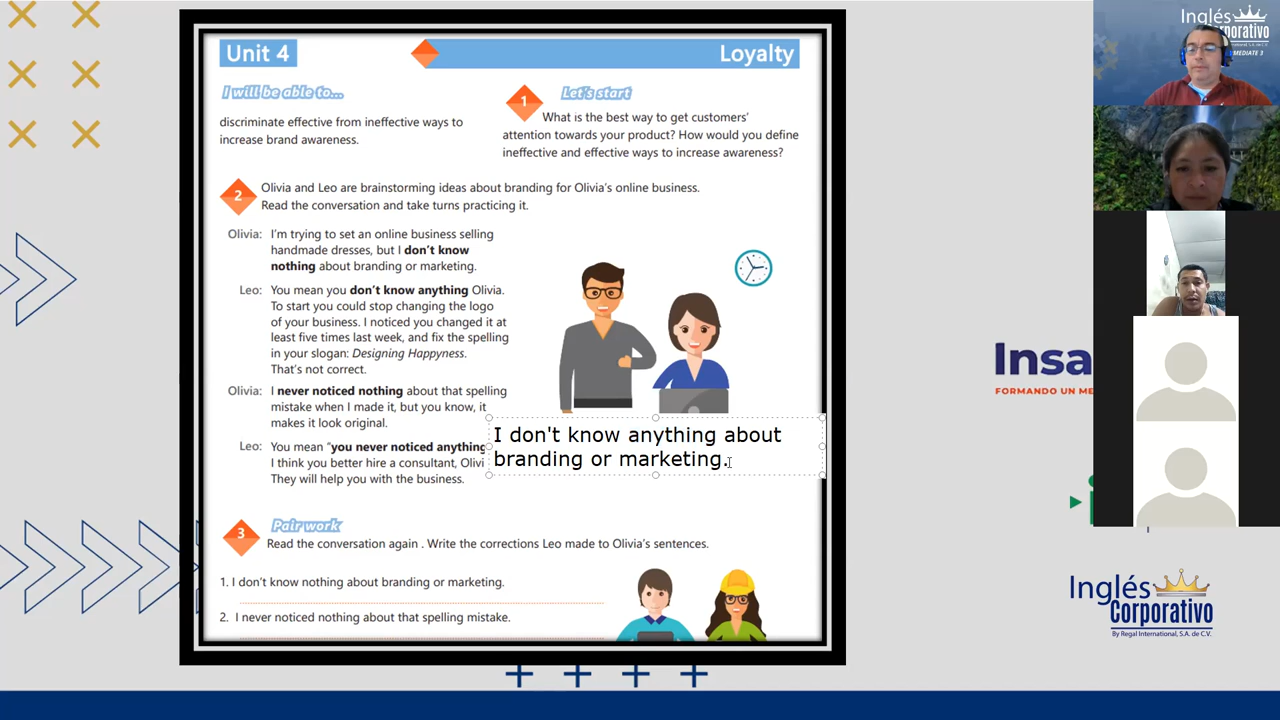 Unit 4
Loyalty
I will be able to...
discriminate effective from ineffective ways to
increase brand awareness.
1
Let's start
What is the best way to get customers'
attention towards your product? How would you define
ineffective and effective ways to increase awareness?
2
Olivia and Leo are brainstorming ideas about branding for Olivia's online business.
Read the conversation and take turns practicing it.
Olivia: I'm trying to set an online business selling
handmade dresses, but I don't know
nothing about branding or marketing.
Leo: You mean you don't know anything Olivia.
To start you could stop changing the logo
of your business. I noticed you changed it at
least five times last week, and fix the spelling
in your slogan: Designing Happyness.
That's not correct.
Olivia: I never noticed nothing about that spelling
mistake when I made it, but you know, it
makes it look original.
Leo: You mean "you never noticed anything
I think you better hire a consultant, Olivi
They will help you with the business.
I don't know anything about
branding or marketing.
3
Pair work
Read the conversation again . Write the corrections Leo made to Olivia's sentences.
1. I don't know nothing about branding or marketing.
2. I never noticed nothing about that spelling mistake.
Inglés
Corporativo
MEDIATE 3
Insa
FORMANDO UN ME
Inglés
Corporativo
By Regal International, S.A. de C.V.